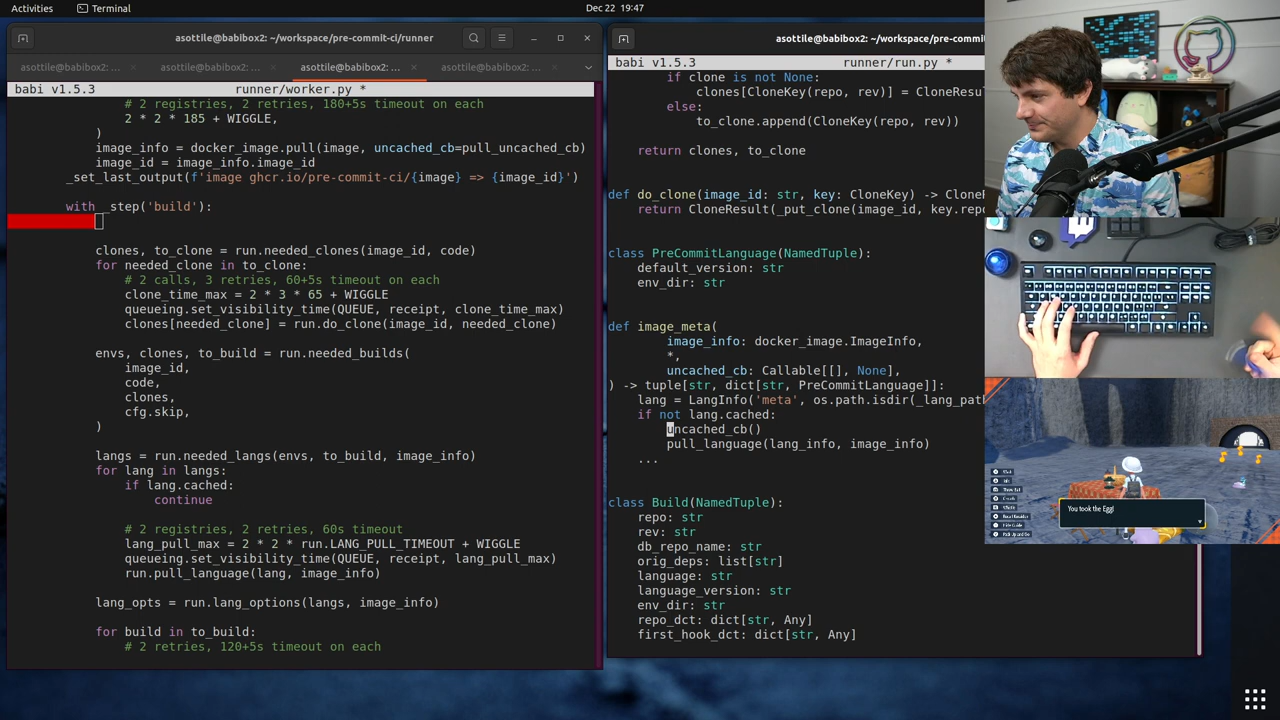 Activities
Terminal
Dec 22 19:47
asottile@babibox2: ~/workspace/pre-commit-ci/runner
asottile@babibox2: ~...
asottile@babibox2: ~...
asottile@babibox2: ...
asottile@babibox2: ~...
babi v1.5.3 runner/worker.py *
# 2 registries, 2 retries, 180+5s timeout on each
2 * 2 * 185 + WIGGLE,
)
image_info = docker_image.pull(image, uncached_cb=pull_uncached_cb)
image_id = image_info.image_id
_set_last_output(f'image ghcr.io/pre-commit-ci/{image} => {image_id}')
with _step('build'):
clones, to_clone = run.needed_clones(image_id, code)
for needed_clone in to_clone:
# 2 calls, 3 retries, 60+5s timeout on each
clone_time_max = 2 * 3 * 65 + WIGGLE
queueing.set_visibility_time(QUEUE, receipt, clone_time_max)
clones[needed_clone] = run.do_clone(image_id, needed_clone)
envs, clones, to_build = run.needed_builds(
image_id,
code,
clones,
cfg.skip,
)
langs = run.needed_langs(envs, to_build, image_info)
for lang in langs:
if lang.cached:
continue
# 2 registries, 2 retries, 60s timeout
lang_pull_max = 2 * 2 * run.LANG_PULL_TIMEOUT + WIGGLE
queueing.set_visibility_time(QUEUE, receipt, lang_pull_max)
run.pull_language(lang, image_info)
lang_opts = run.lang_options(langs, image_info)
for build in to_build:
# 2 retries, 120+5s timeout on each
asottile@babibox2: ~/workspace/pre-commit
babi v1.5.3 runner/run.py *
if clone is not None:
clones[CloneKey(repo, rev)] = CloneResult
else:
to_clone.append(CloneKey(repo, rev))
return clones, to_clone
def do_clone(image_id: str, key: CloneKey) -> CloneR
return CloneResult(_put_clone(image_id, key.repo
class PreCommitLanguage(NamedTuple):
default_version: str
env_dir: str
def image_meta(
image_info: docker_image.ImageInfo,
*,
uncached_cb: Callable[[], None],
) -> tuple[str, dict[str, PreCommitLanguage]]:
lang = LangInfo('meta', os.path.isdir(_lang_path
if not lang.cached:
uncached_cb()
pull_language(lang_info, image_info)
...
class Build(NamedTuple):
repo: str
rev: str
db_repo_name: str
orig_deps: list[str]
language: str
language_version: str
env_dir: str
repo_dct: dict[str, Any]
first_hook_dct: dict[str, Any]
You took the Egg!